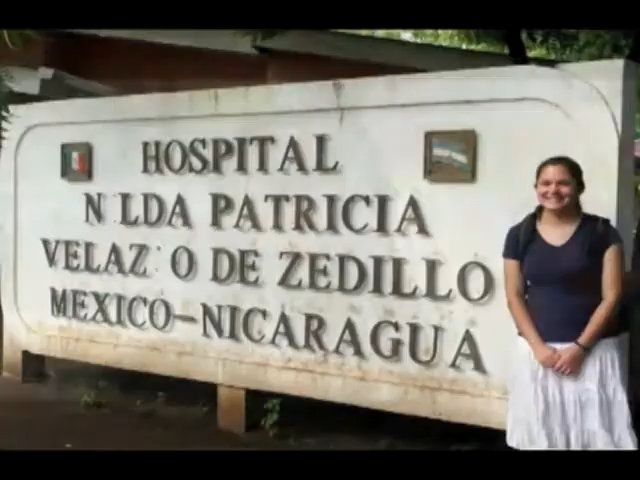 HOSPITAL
N LDA PATRICIA
VELAZ O DE ZEDILLO
MEXICO-NICARAGUA